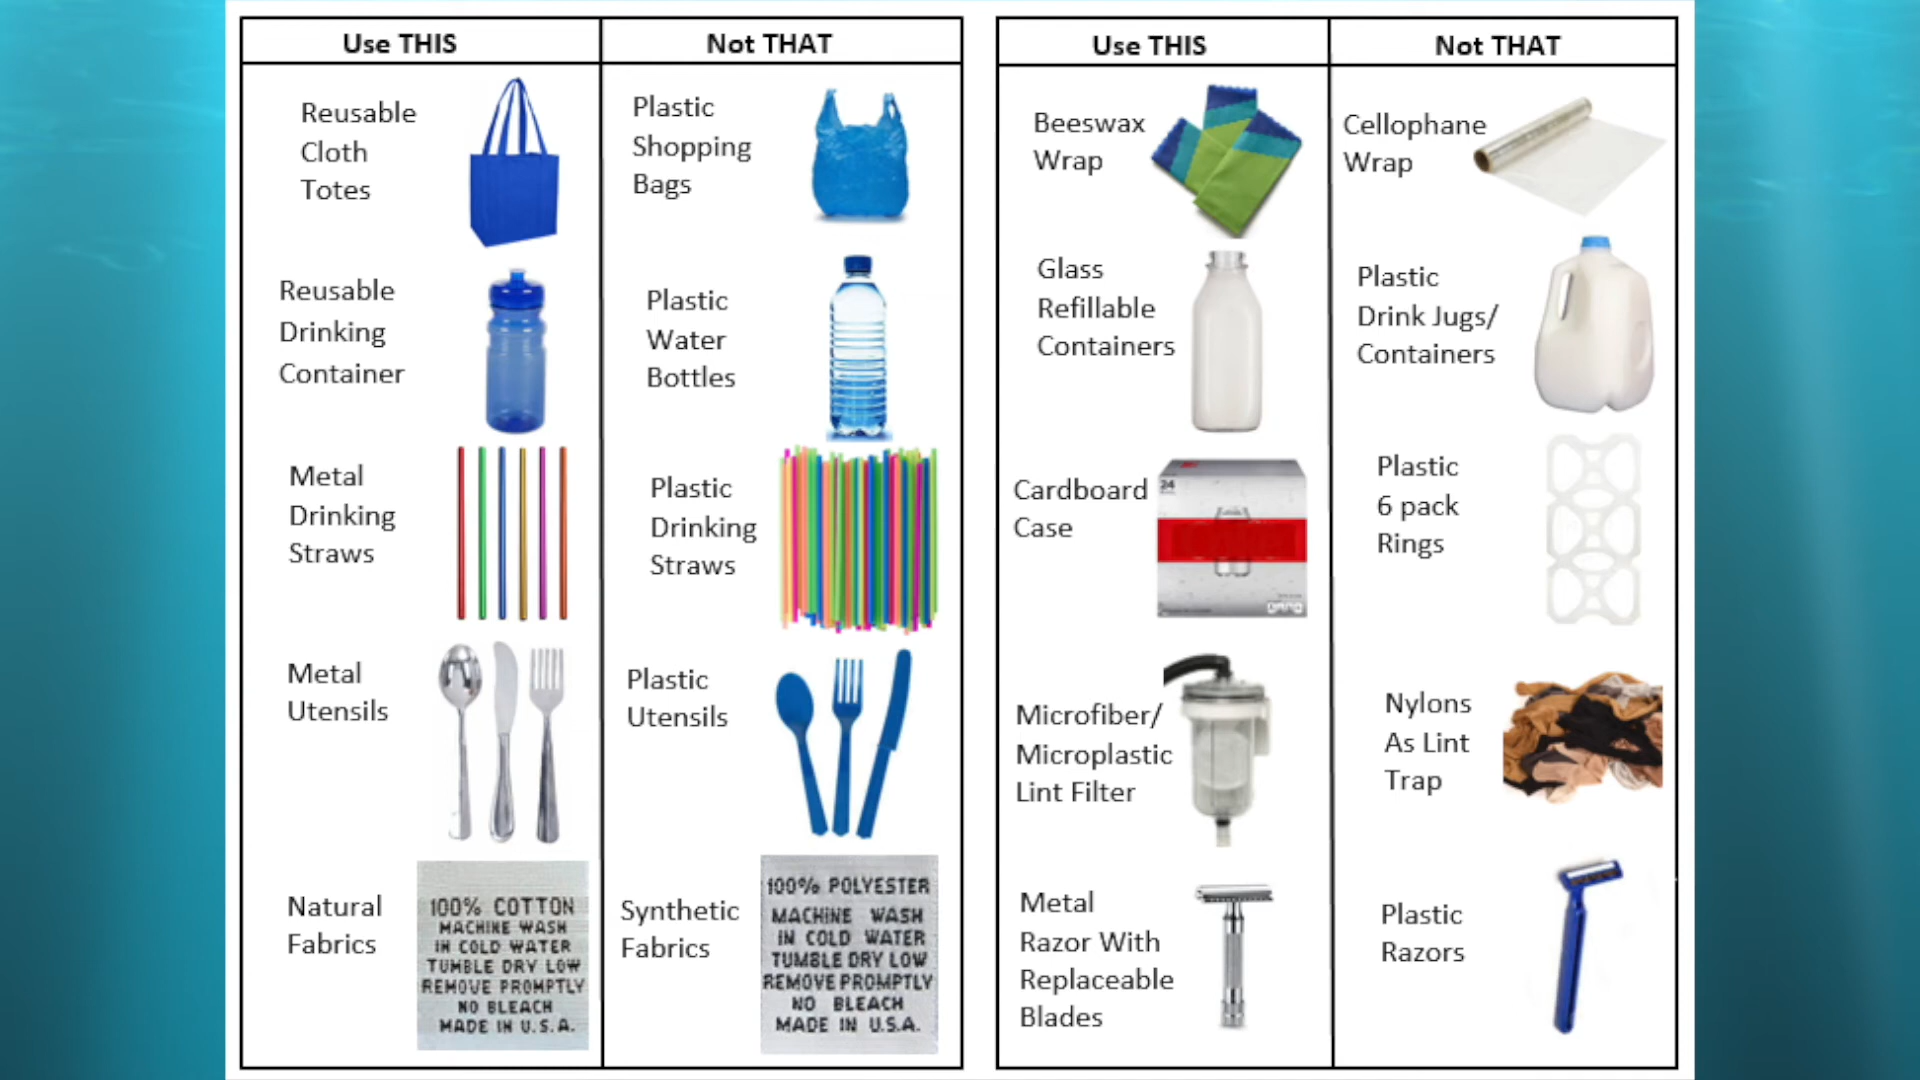 Use THIS
Not THAT
Reusable
Cloth
Totes
Plastic
Shopping
Bags
Reusable
Drinking
Container
Plastic
Water
Bottles
Metal
Drinking
Straws
Plastic
Drinking
Straws
Metal
Utensils
Plastic
Utensils
Natural
Fabrics
100% COTTON
MACHINE WASH
IN COLD WATER
TUMBLE DRY LOW
REMOVE PROMPTLY
NO BLEACH
MADE IN U.S.A.
Synthetic
Fabrics
100% POLYESTER
MACHINE WASH
IN COLD WATER
TUMBLE DRY LOW
REMOVE PROMPTLY
NO BLEACH
MADE IN U.S.A.
Use THIS
Not THAT
Beeswax
Wrap
Cellophane
Wrap
Glass
Refillable
Containers
Plastic
Drink Jugs/
Containers
Cardboard
Case
24
Plastic
6 pack
Rings
Microfiber/
Microplastic
Lint Filter
Nylons
As Lint
Trap
Metal
Razor With
Replaceable
Blades
Plastic
Razors